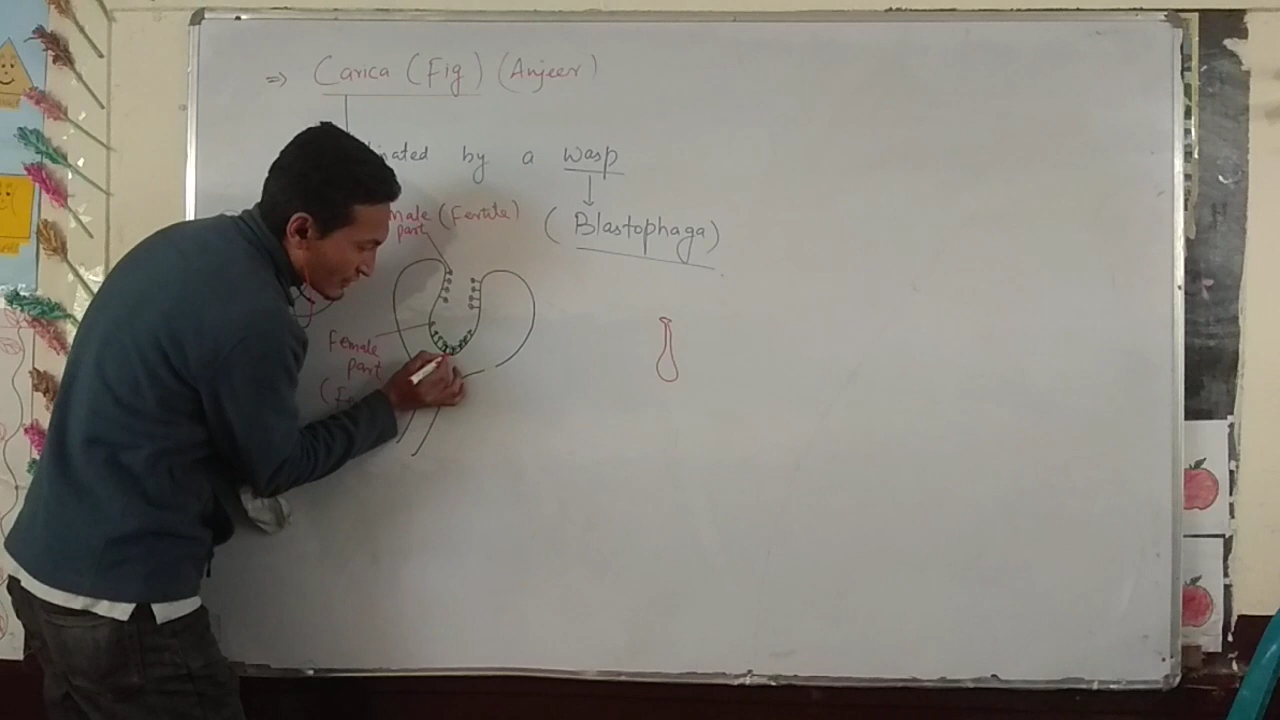 ⇒ Carica (Fig) (Anjeer)
by a wasp
(Blastophaga)
male (Fertile)
part
Female
part